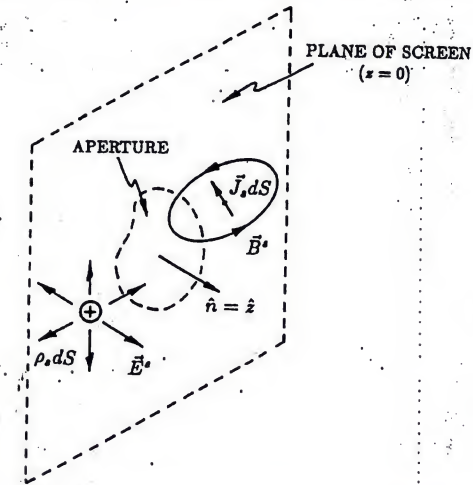 PLANE OF SCREEN
(z = 0)
APERTURE
J⃗ₛdS
B⃗ˢ
n̂ = ẑ
ρₛdS
E⃗ˢ